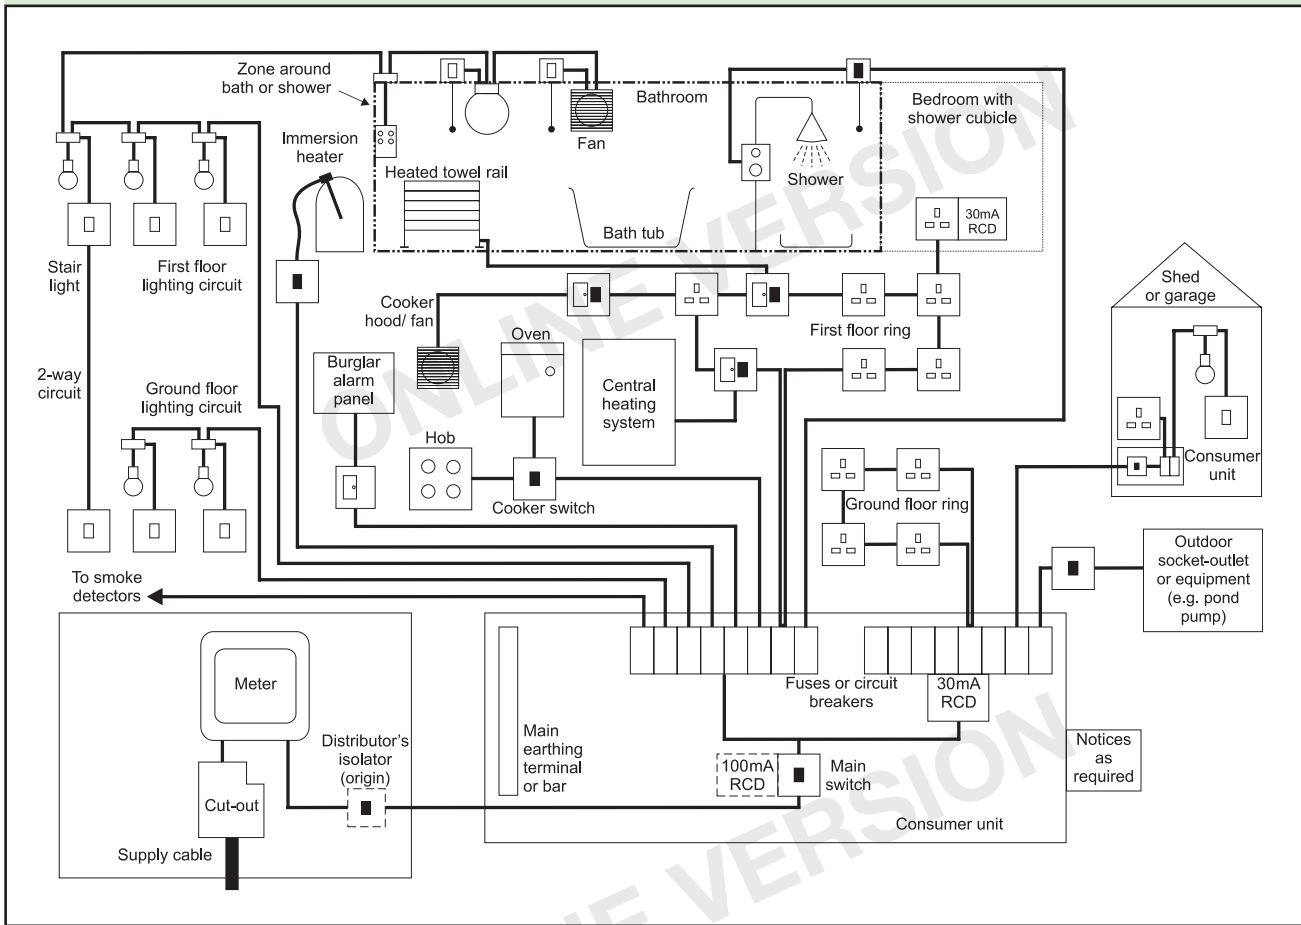 Zone around
bath or shower
Bathroom
Bedroom with
shower cubicle
Immersion
heater
Fan
Heated towel rail
Shower
Bath tub
30mA
RCD
Stair
light
First floor
lighting circuit
Cooker
hood/ fan
First floor ring
Shed
or garage
Oven
Burglar
alarm
panel
Central
heating
system
2-way
circuit
Ground floor
lighting circuit
Hob
Cooker switch
Ground floor ring
Consumer
unit
Outdoor
socket-outlet
or equipment
(e.g. pond
pump)
To smoke
detectors
Meter
Fuses or circuit
breakers
30mA
RCD
Distributor's
isolator
(origin)
Main
earthing
terminal
or bar
100mA
RCD
Main
switch
Notices
as
required
Cut-out
Consumer unit
Supply cable
ONLINE VERSION
NE VERSION